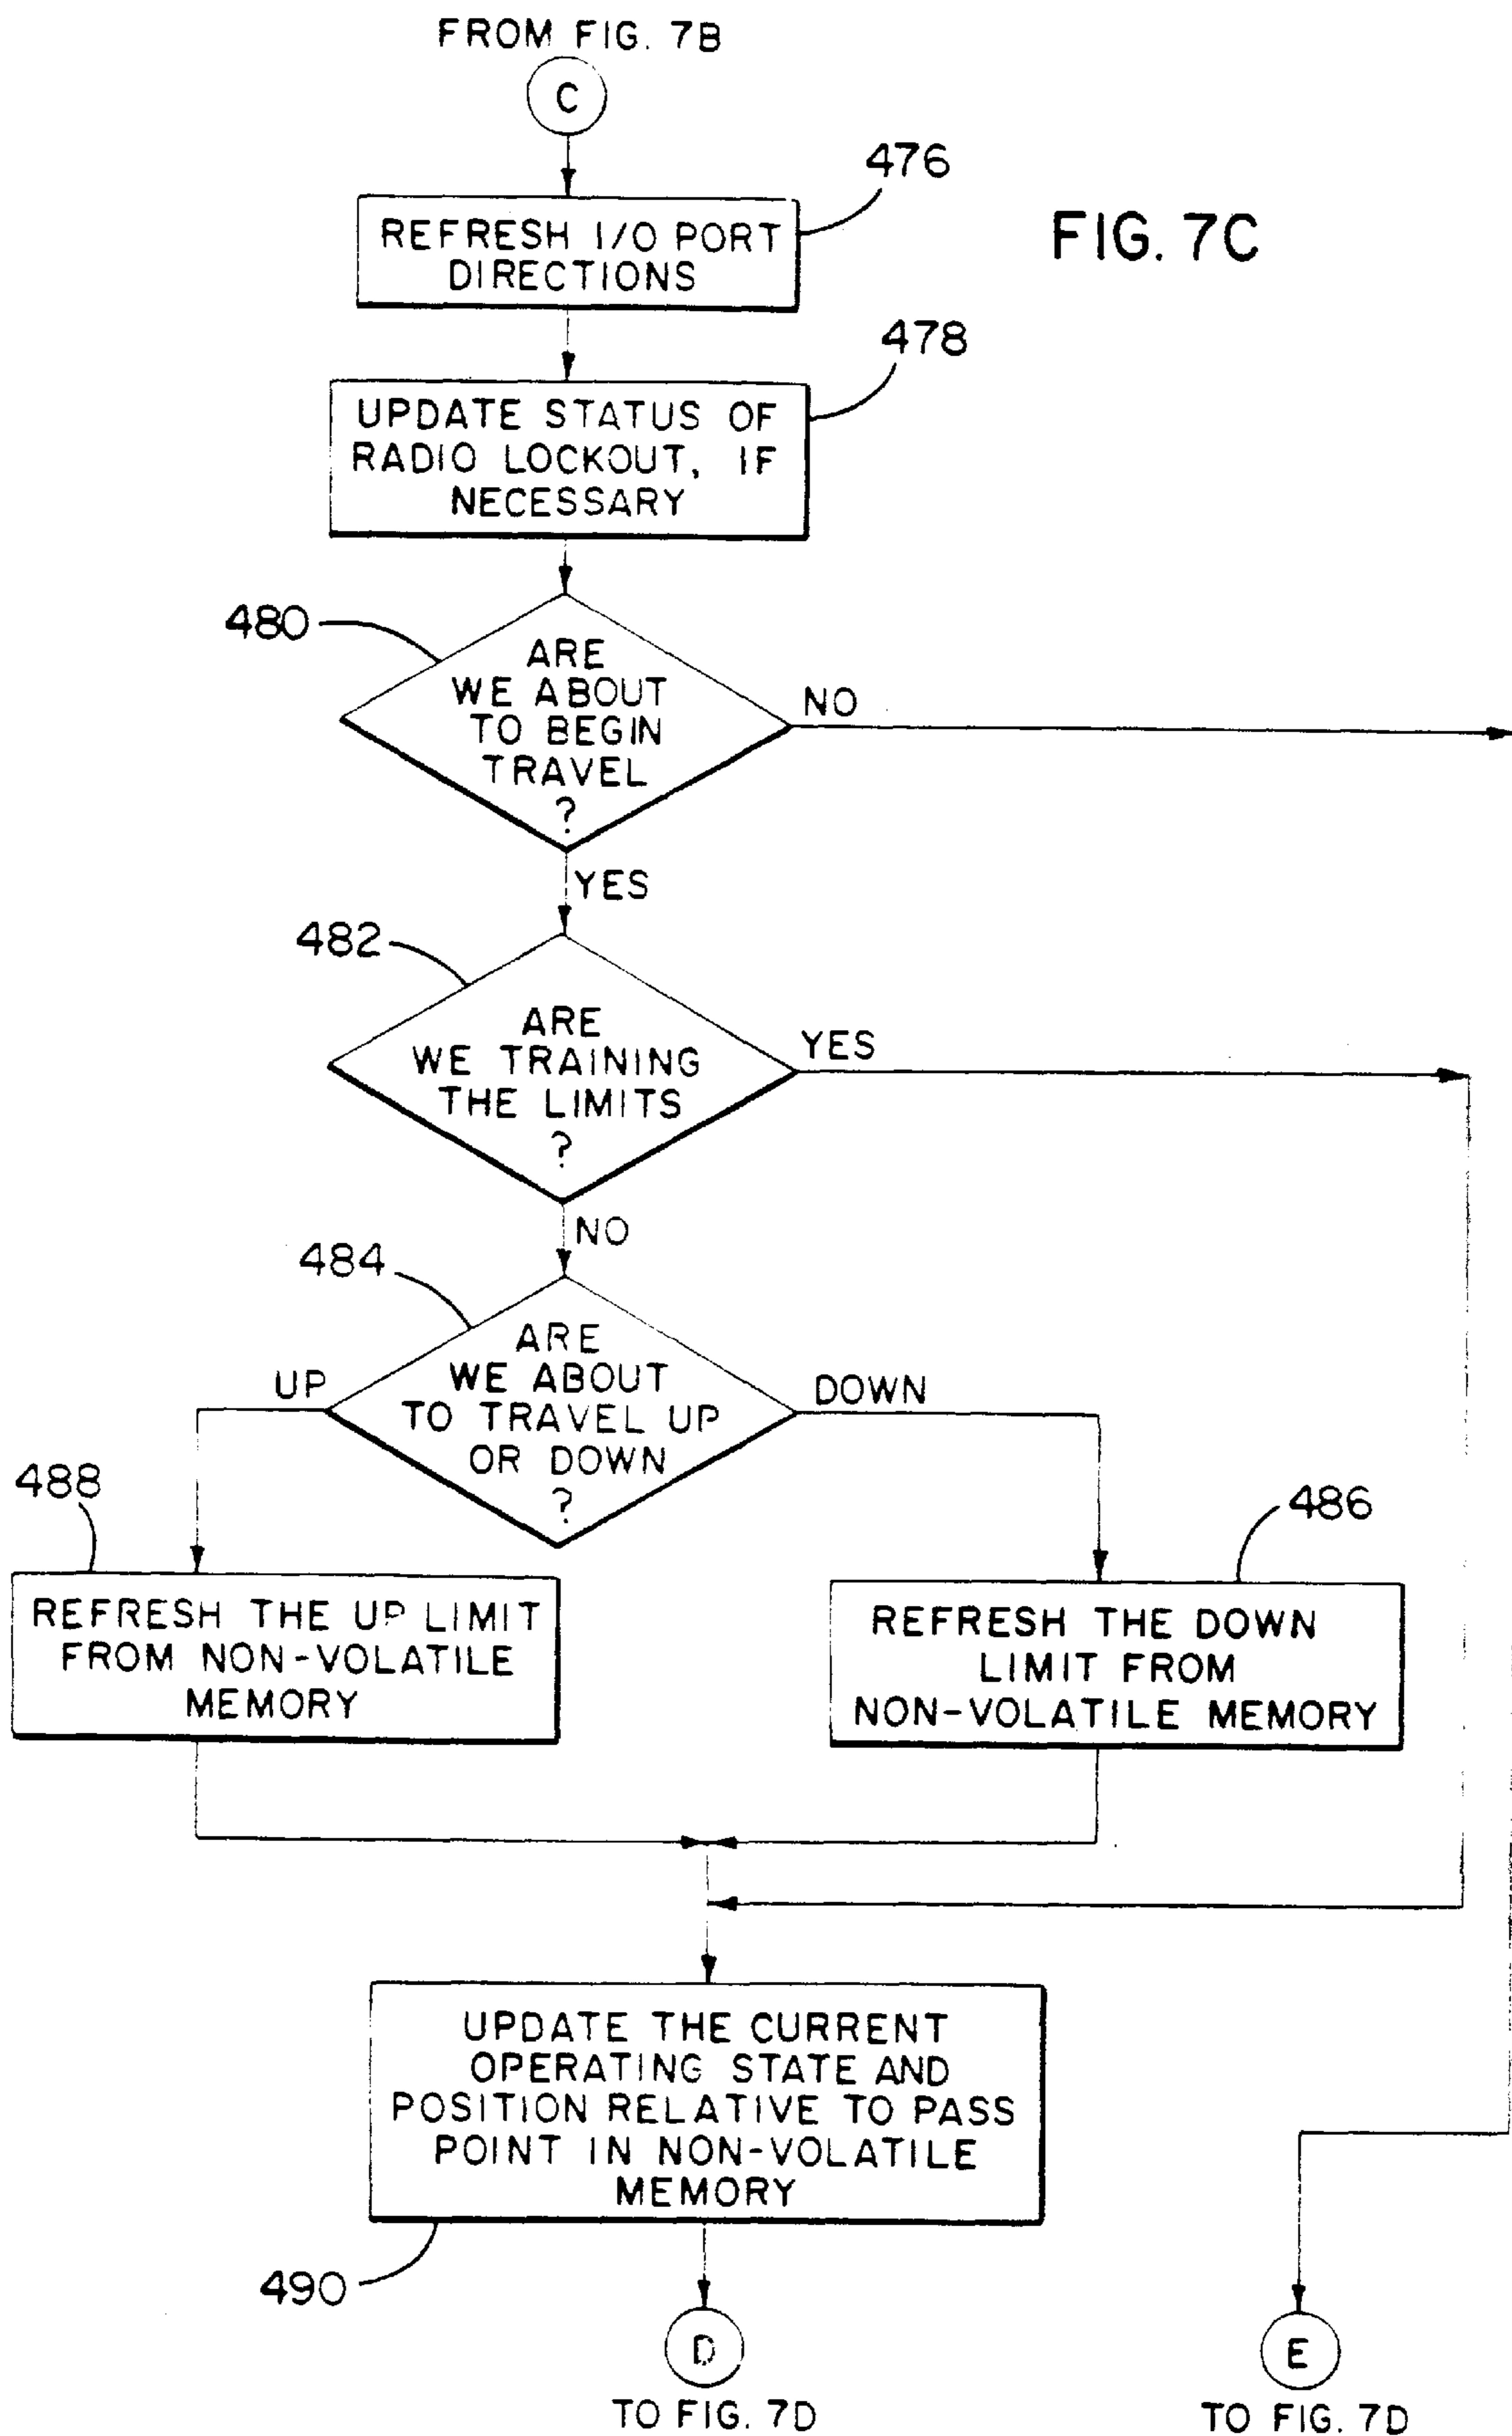 FROM FIG. 7B
C
476
FIG. 7C
REFRESH I/O PORT
DIRECTIONS
478
UPDATE STATUS OF
RADIO LOCKOUT, IF
NECESSARY
480
ARE
WE ABOUT
TO BEGIN
TRAVEL
?
NO
YES
482
ARE
WE TRAINING
THE LIMITS
?
YES
NO
484
ARE
WE ABOUT
TO TRAVEL UP
OR DOWN
?
UP
DOWN
488
REFRESH THE UP LIMIT
FROM NON-VOLATILE
MEMORY
486
REFRESH THE DOWN
LIMIT FROM
NON-VOLATILE MEMORY
UPDATE THE CURRENT
OPERATING STATE AND
POSITION RELATIVE TO PASS
POINT IN NON-VOLATILE
MEMORY
490
D
TO FIG. 7D
E
TO FIG. 7D